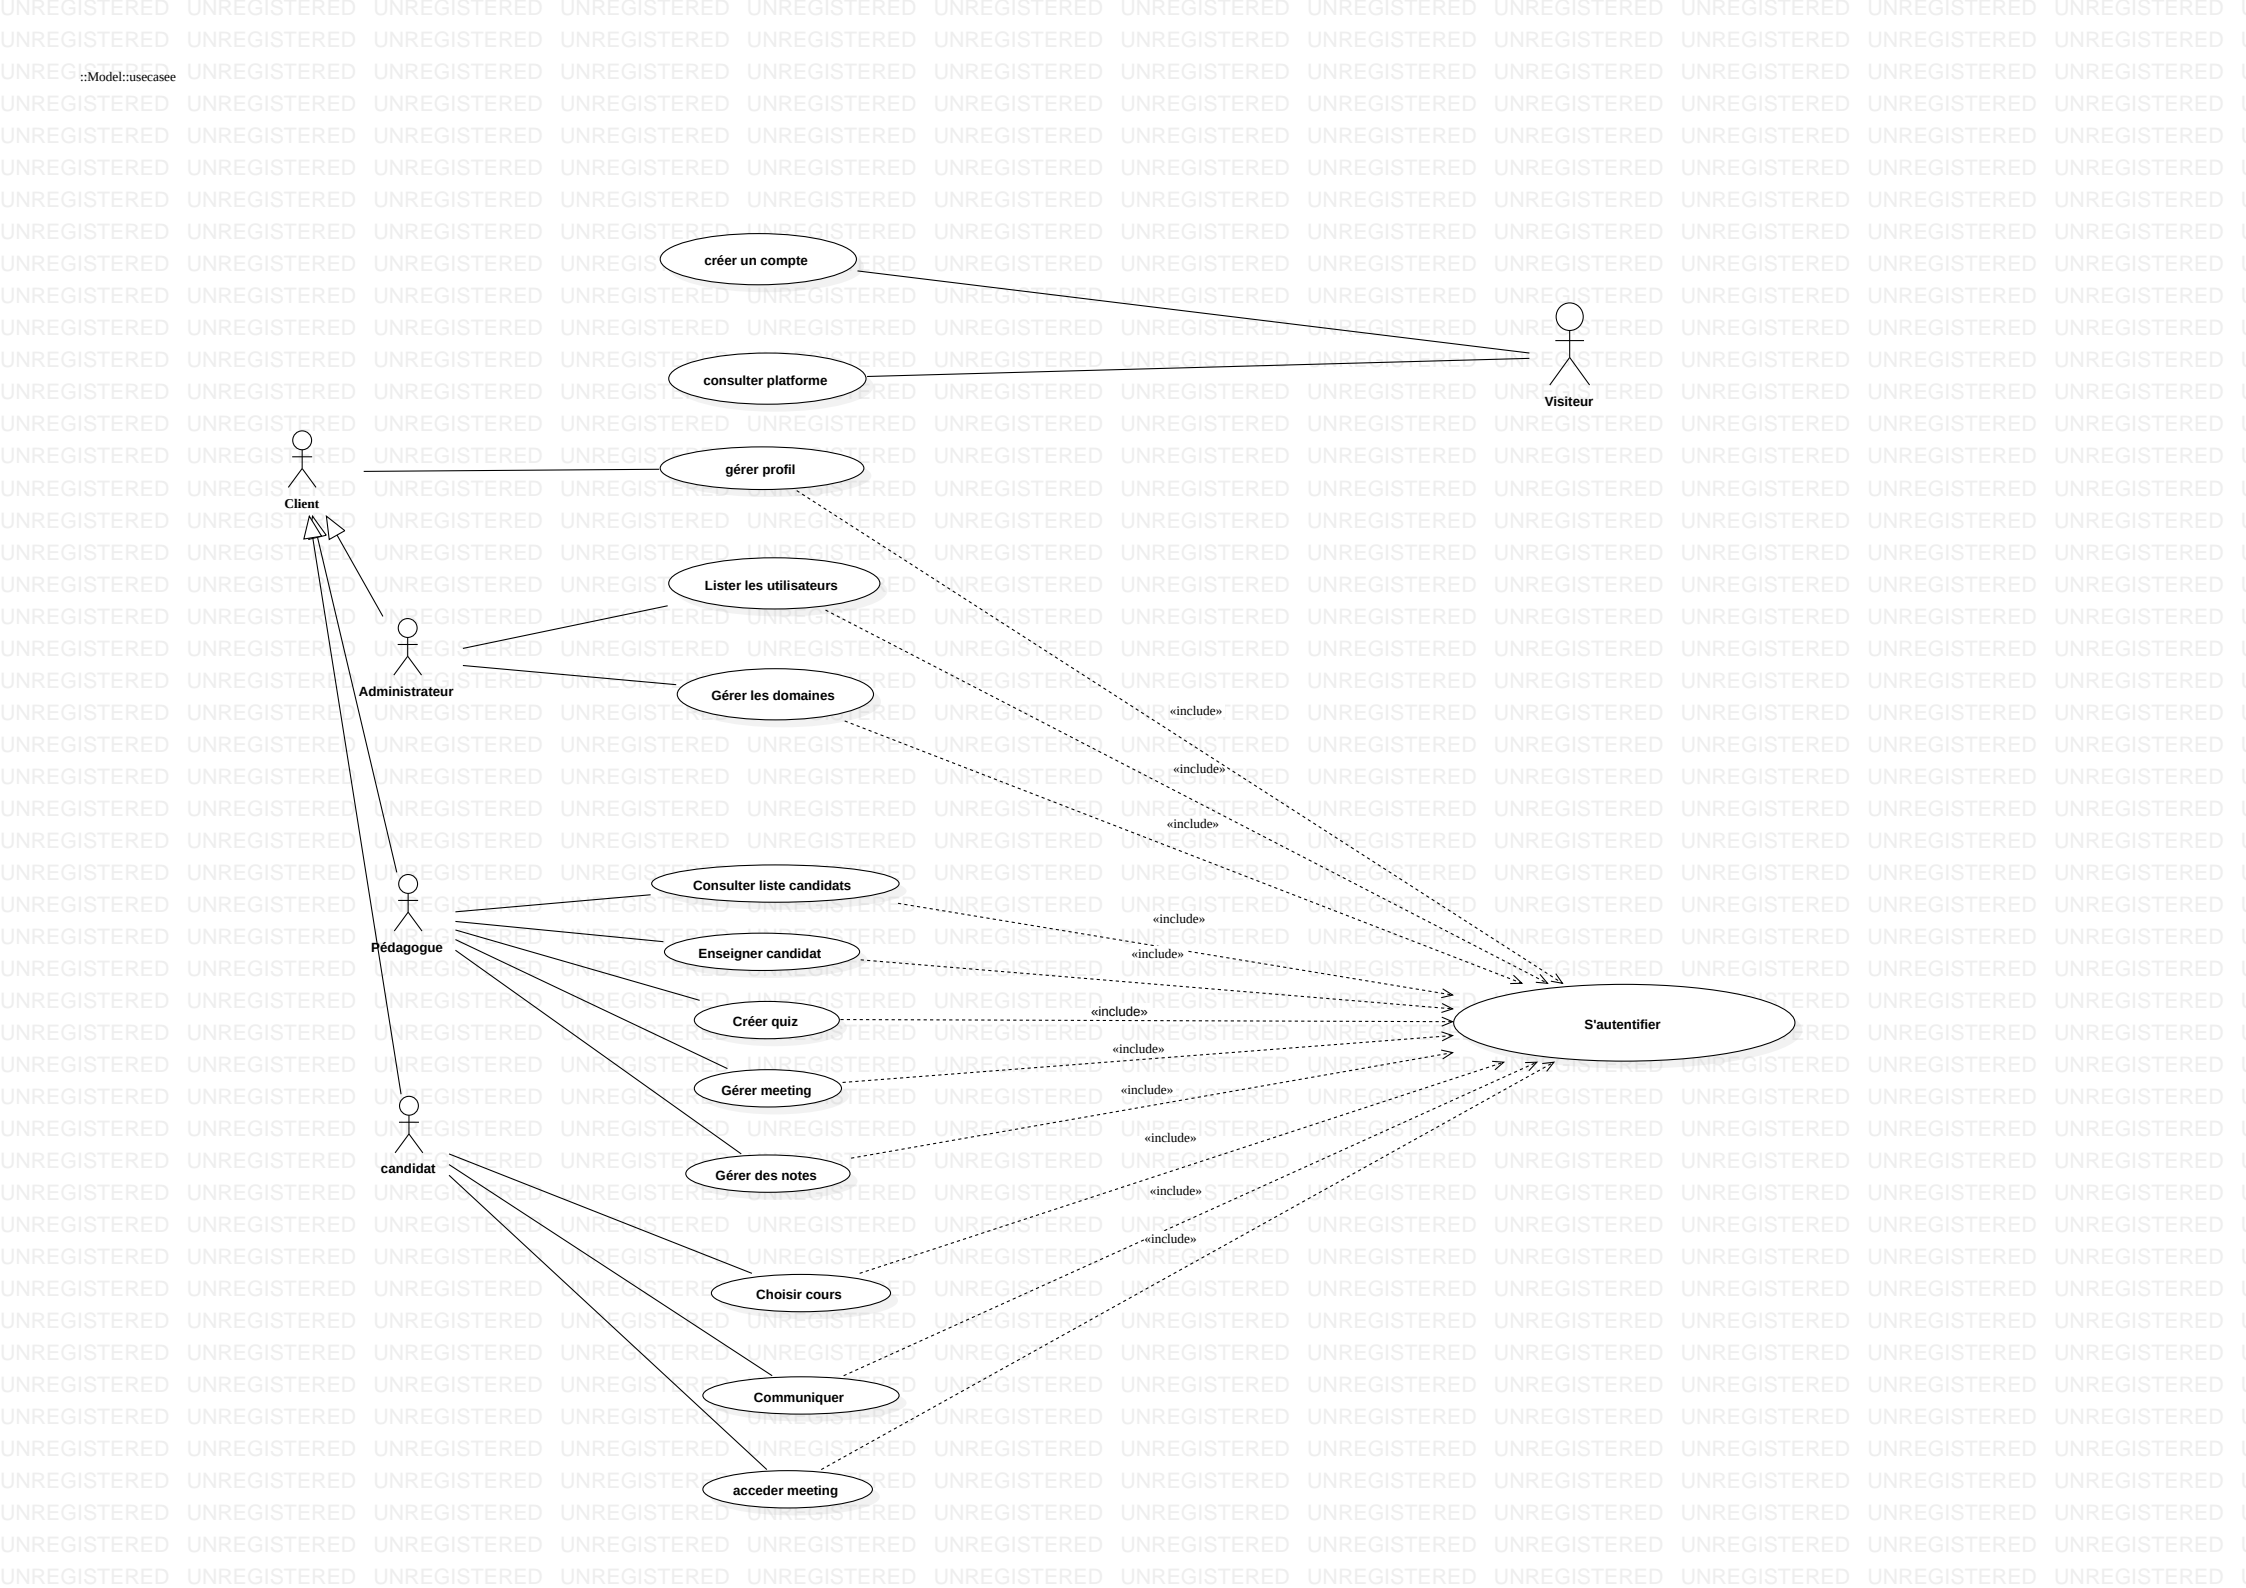 ::Model::usecasee
créer un compte
consulter platforme
Visiteur
gérer profil
Client
Lister les utilisateurs
Administrateur
Gérer les domaines
«include»
«include»
«include»
Consulter liste candidats
«include»
Pédagogue
Enseigner candidat
«include»
Créer quiz
«include»
S'autentifier
«include»
Gérer meeting
«include»
candidat
Gérer des notes
«include»
«include»
«include»
Choisir cours
Communiquer
acceder meeting
UNREGISTERED